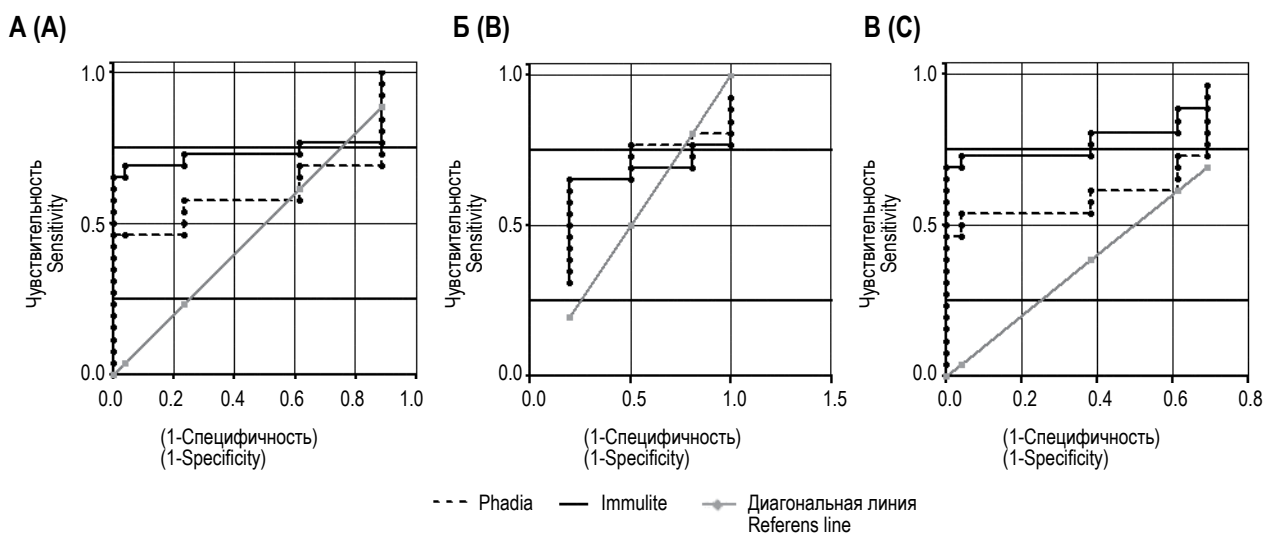 А (A)
1.0
0.5
0.0
0.0 0.2 0.4 0.6 0.8 1.0
Чувствительность
Sensitivity
(1-Специфичность)
(1-Specificity)
Б (B)
1.0
0.5
0.0
0.0 0.5 1.0 1.5
Чувствительность
Sensitivity
(1-Специфичность)
(1-Specificity)
В (C)
1.0
0.5
0.0
0.0 0.2 0.4 0.6 0.8
Чувствительность
Sensitivity
(1-Специфичность)
(1-Specificity)
Phadia
Immulite
Диагональная линия
Referens line